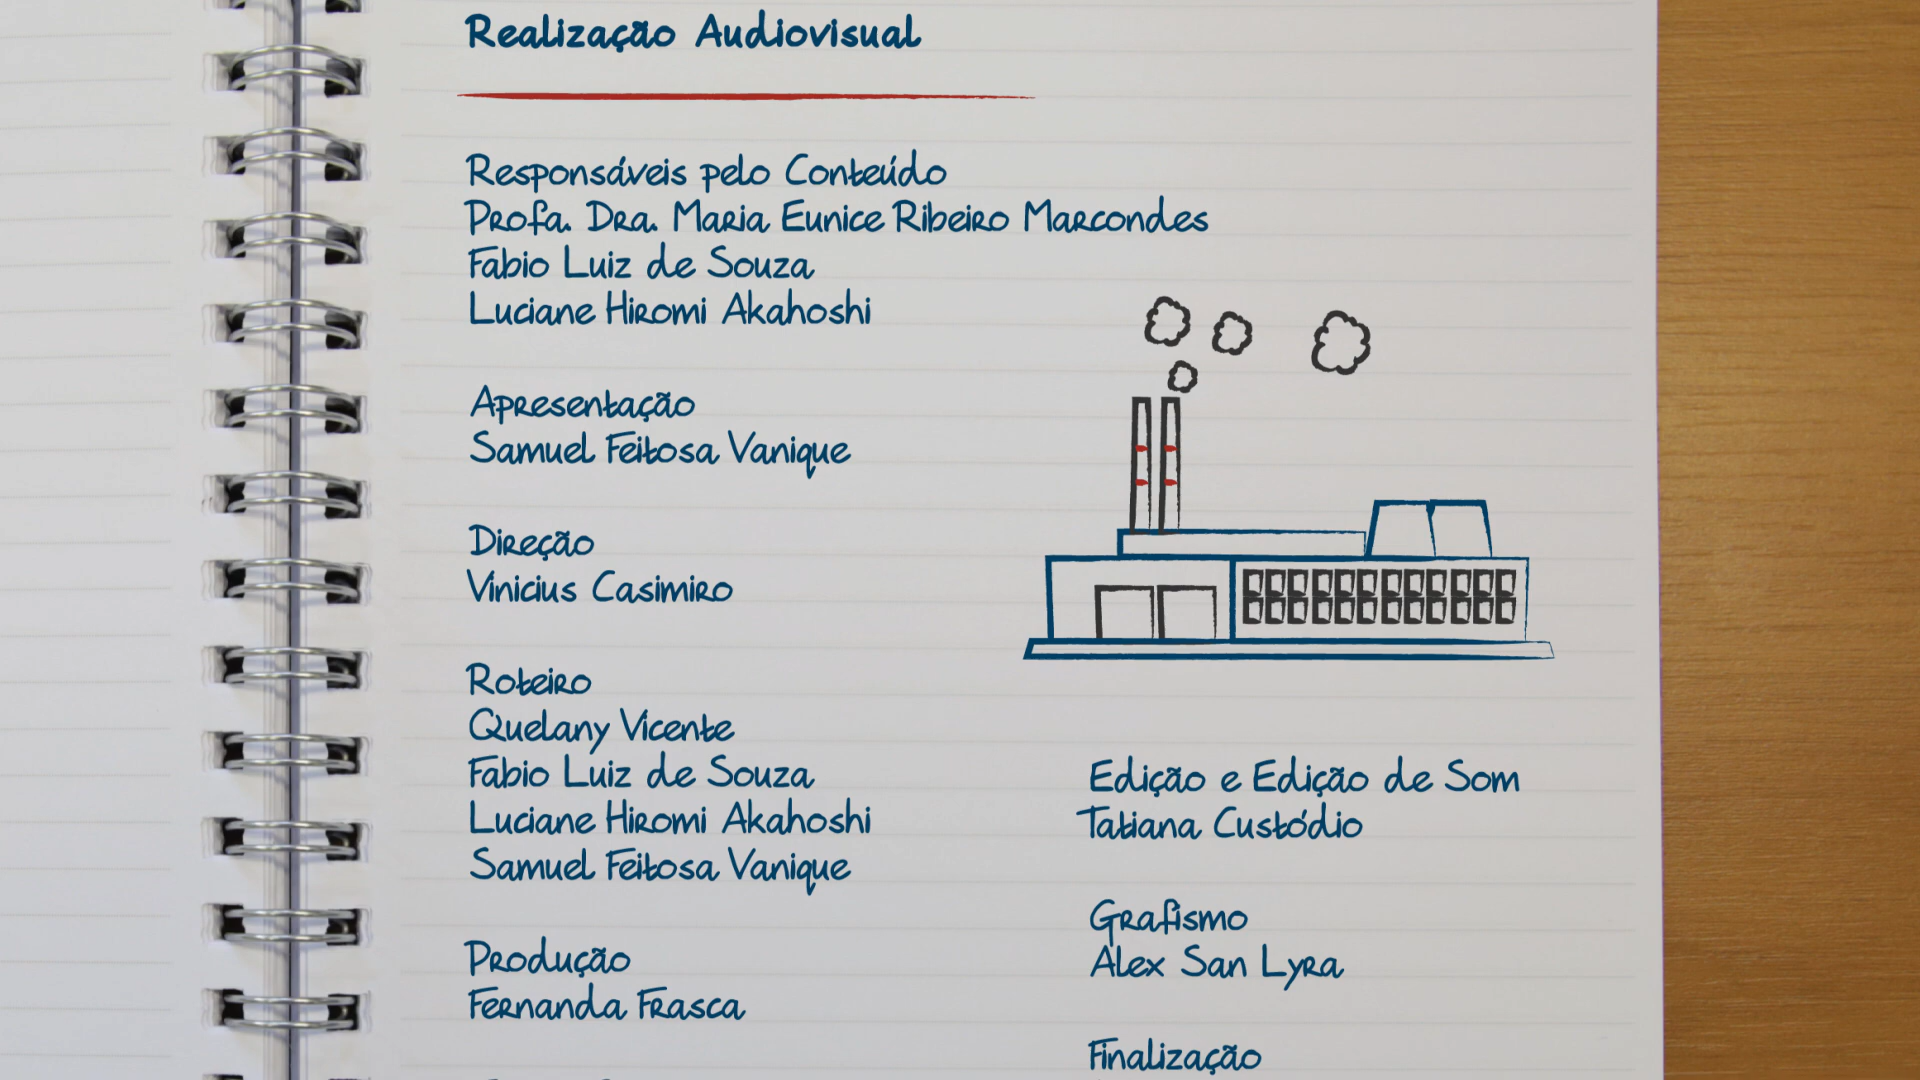 Realização Audiovisual
Responsáveis pelo Conteúdo
Profa. Dra. Maria Eunice Ribeiro Marcondes
Fabio Luiz de Souza
Luciane Hiromi Akahoshi
Apresentação
Samuel Feitosa Vanique
Direção
Vinicius Casimiro
Roteiro
Quelany Vicente
Fabio Luiz de Souza
Luciane Hiromi Akahoshi
Samuel Feitosa Vanique
Produção
Fernanda Frasca
Edição e Edição de Som
Tatiana Custódio
Grafismo
Alex San Lyra
Finalização